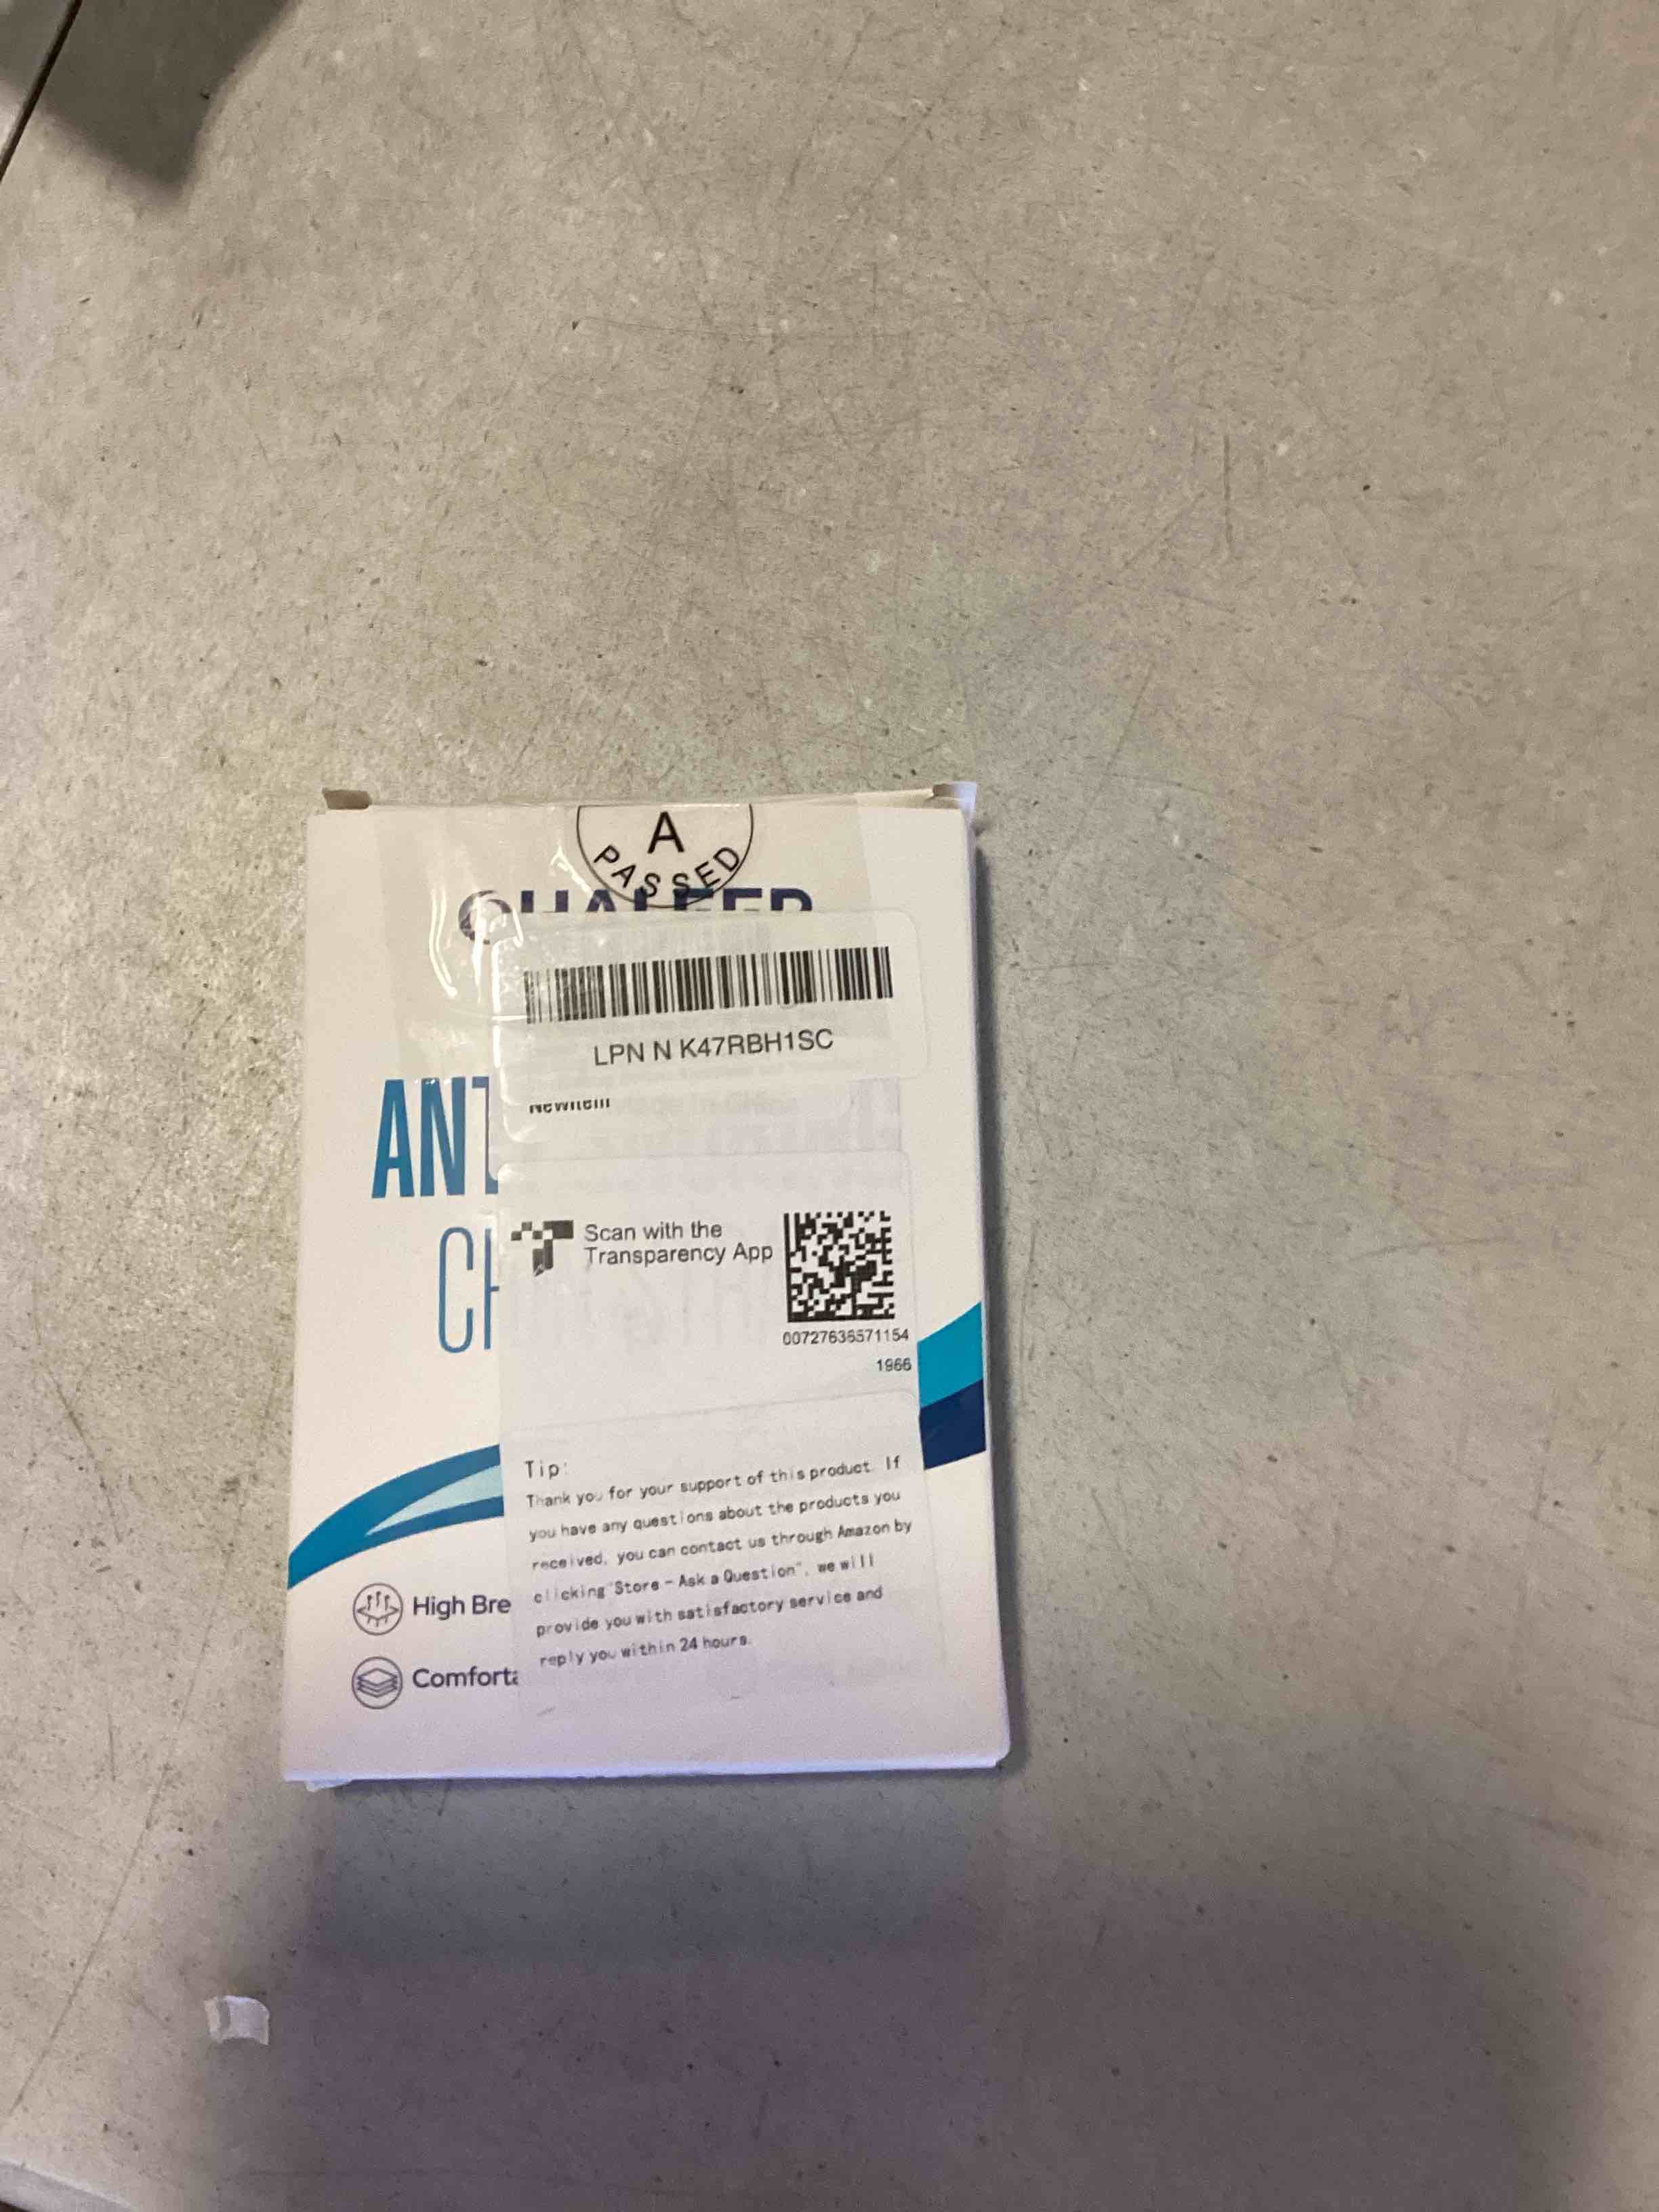 A
PASSED
LPN N K47RBH1SC
NewItem
ANT
CH
Scan with the
Transparency App
00727636571154
1966
Tip:
Thank you for your support of this product. If
you have any questions about the products you
received, you can contact us through Amazon by
clicking"Store - Ask a Question", we will
provide you with satisfactory service and
reply you within 24 hours.
High Bre
Comforta